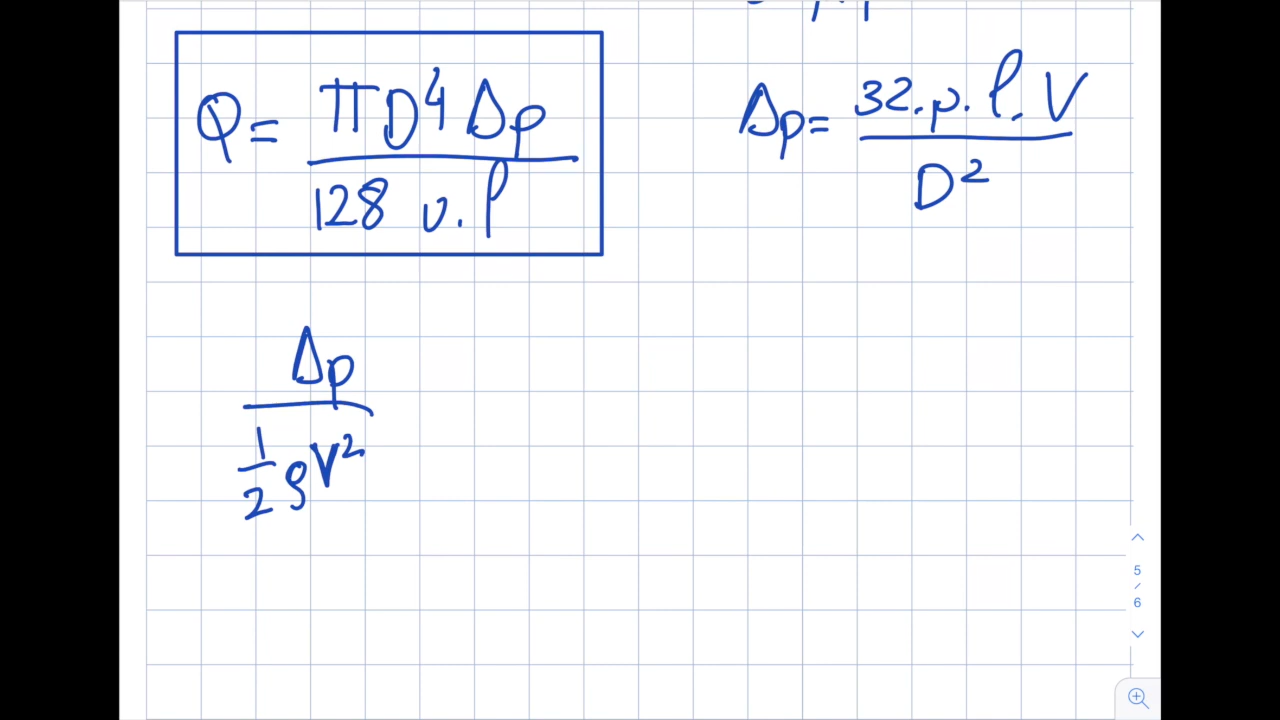 Q = πD⁴Δp / 128 υ.l
Δp = 32.μ.l.V / D²
Δp / ½ρV²
5
/
6